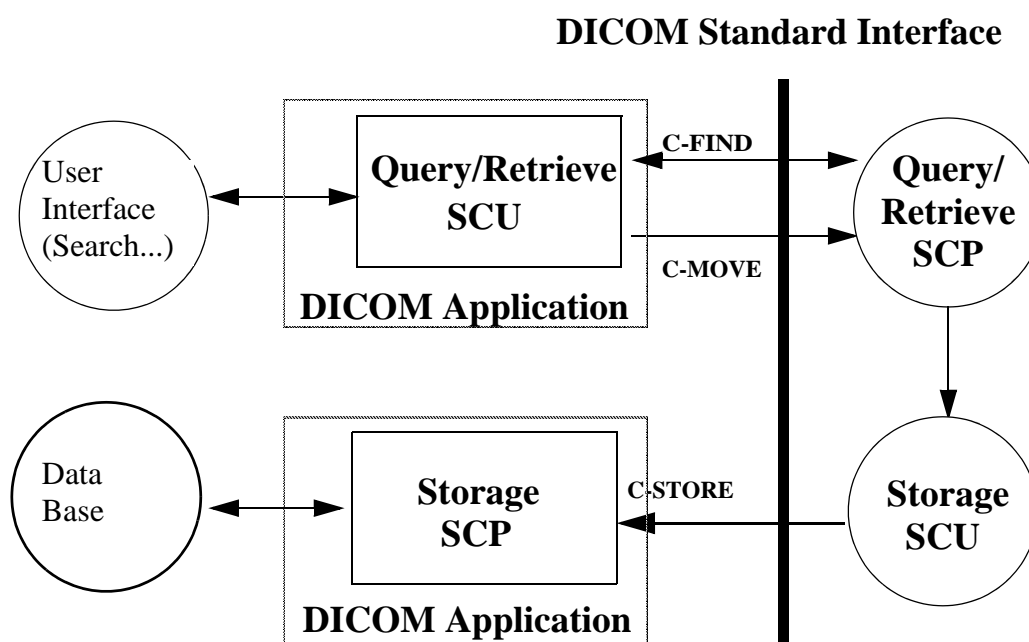 DICOM Standard Interface
User
Interface
(Search...)
Query/Retrieve
SCU
DICOM Application
C-FIND
C-MOVE
Query/
Retrieve
SCP
Data
Base
Storage
SCP
DICOM Application
C-STORE
Storage
SCU